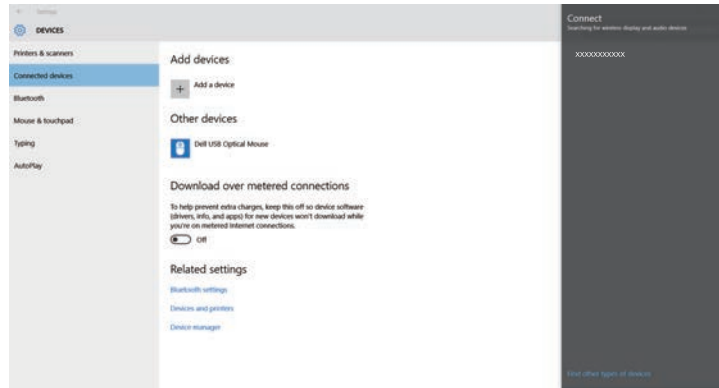 Settings
DEVICES
Printers & scanners
Connected devices
Bluetooth
Mouse & touchpad
Typing
AutoPlay
Add devices
Add a device
Other devices
Dell USB Optical Mouse
Download over metered connections
To help prevent extra charges, keep this off so device software
(drivers, info, and apps) for new devices won't download while
you're on metered Internet connections.
Off
Related settings
Bluetooth settings
Devices and printers
Device manager
Connect
Searching for wireless display and audio devices
xxxxxxxxxxx
Find other types of devices